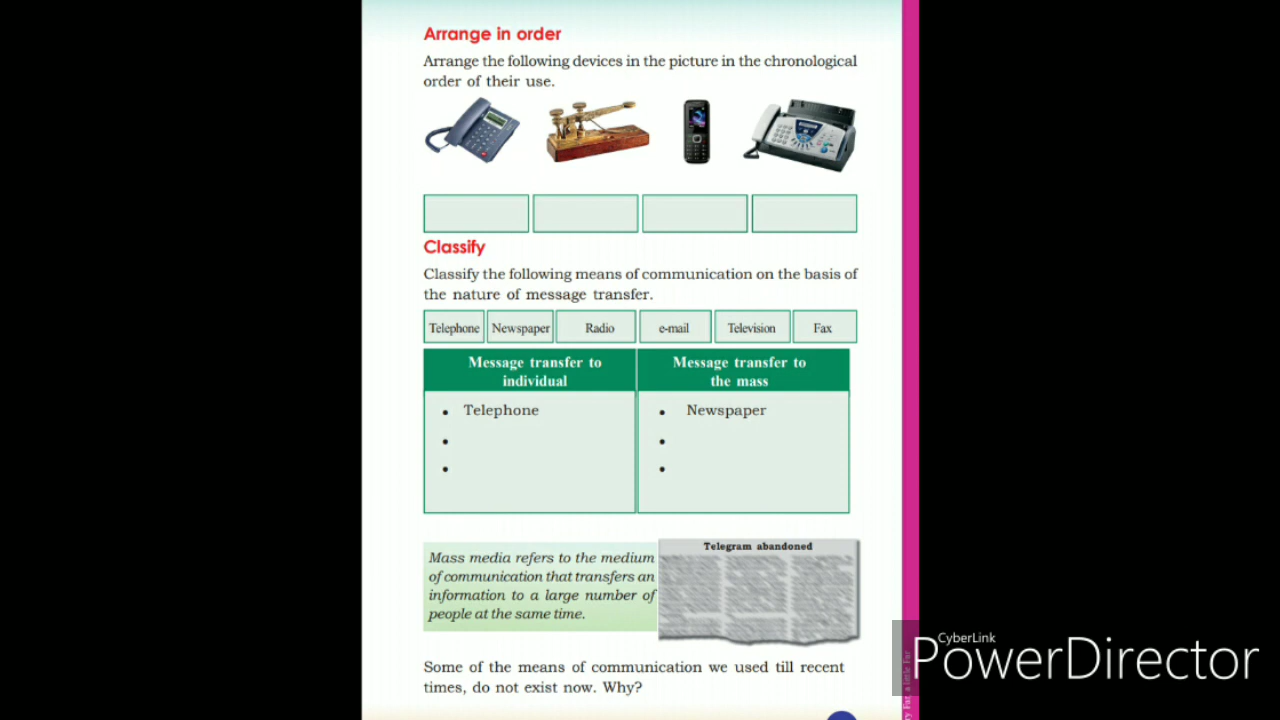 Arrange in order
Arrange the following devices in the picture in the chronological
order of their use.
Classify
Classify the following means of communication on the basis of
the nature of message transfer.
Telephone Newspaper Radio e-mail Television Fax
Message transfer to
individual
Message transfer to
the mass
• Telephone
•
•
• Newspaper
•
•
Mass media refers to the medium
of communication that transfers an
information to a large number of
people at the same time.
Telegram abandoned
Some of the means of communication we used till recent
times, do not exist now. Why?
CyberLink
PowerDirector